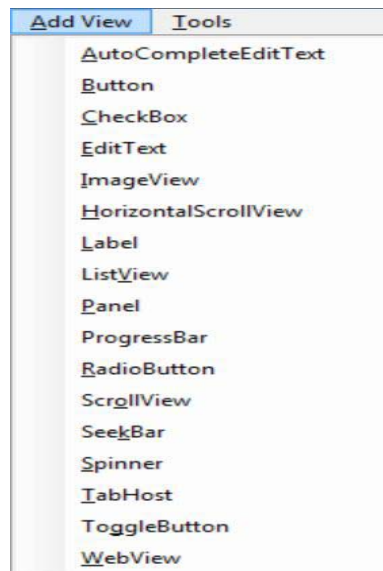 Add View Tools
AutoCompleteEditText
Button
CheckBox
EditText
ImageView
HorizontalScrollView
Label
ListView
Panel
ProgressBar
RadioButton
ScrollView
SeekBar
Spinner
TabHost
ToggleButton
WebView